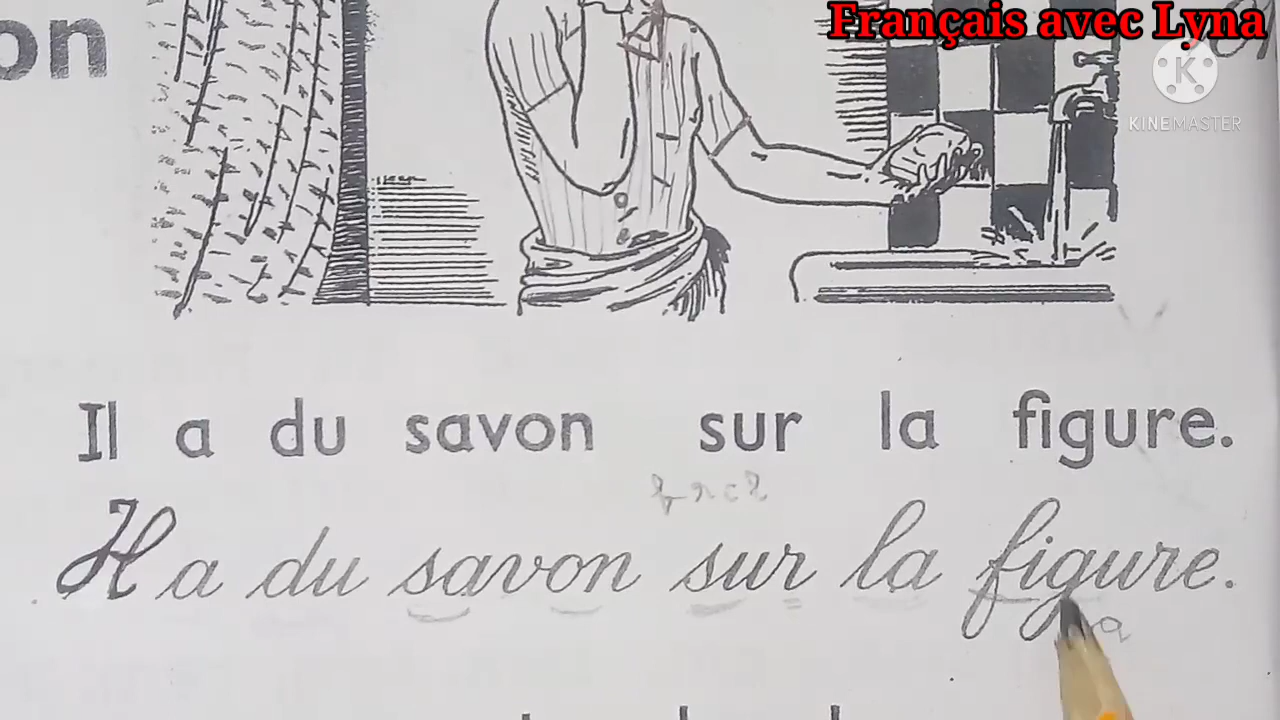 Français avec Lyna
KINEMASTER
on
Il a du savon sur la figure.
Il a du savon sur la figure.